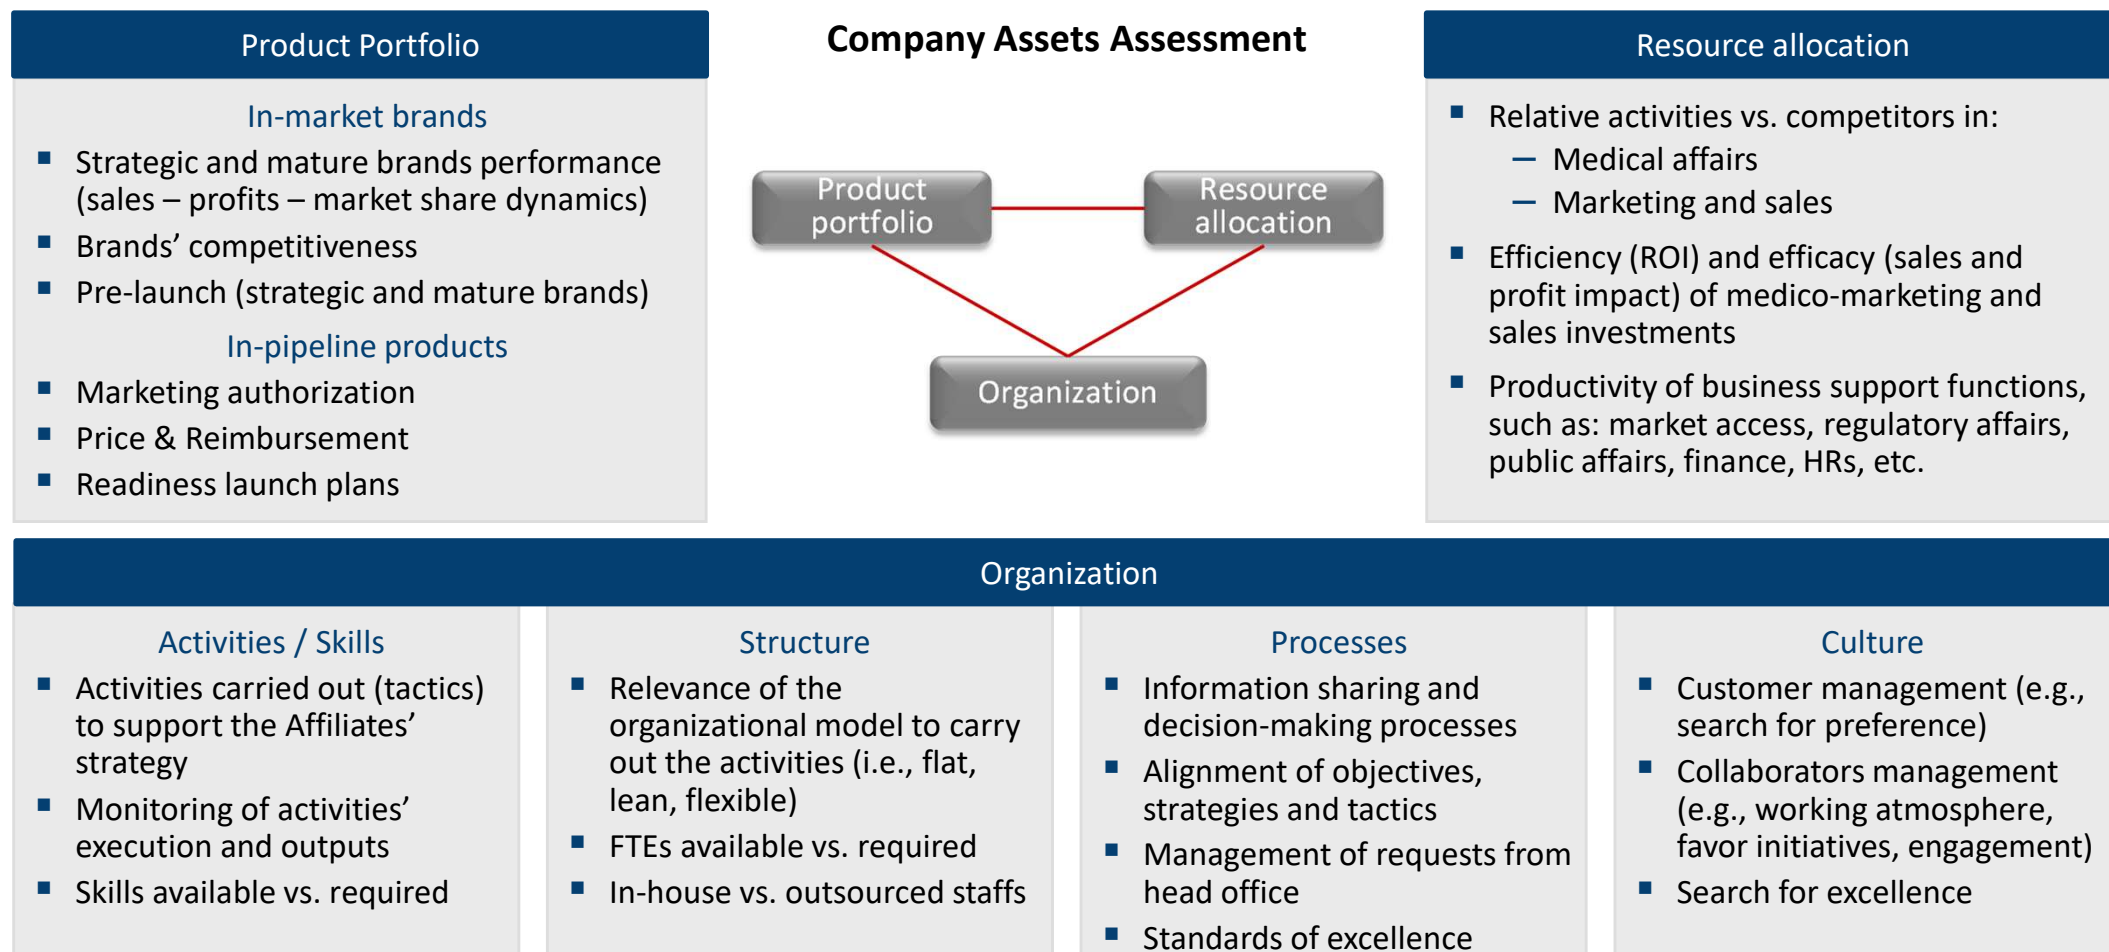 Product Portfolio
In-market brands
■ Strategic and mature brands performance
(sales – profits – market share dynamics)
■ Brands’ competitiveness
■ Pre-launch (strategic and mature brands)
In-pipeline products
■ Marketing authorization
■ Price & Reimbursement
■ Readiness launch plans
Company Assets Assessment
Product
portfolio
Resource
allocation
Organization
Resource allocation
■ Relative activities vs. competitors in:
– Medical affairs
– Marketing and sales
■ Efficiency (ROI) and efficacy (sales and
profit impact) of medico-marketing and
sales investments
■ Productivity of business support functions,
such as: market access, regulatory affairs,
public affairs, finance, HRs, etc.
Organization
Activities / Skills
■ Activities carried out (tactics)
to support the Affiliates’
strategy
■ Monitoring of activities’
execution and outputs
■ Skills available vs. required
Structure
■ Relevance of the
organizational model to carry
out the activities (i.e., flat,
lean, flexible)
■ FTEs available vs. required
■ In-house vs. outsourced staffs
Processes
■ Information sharing and
decision-making processes
■ Alignment of objectives,
strategies and tactics
■ Management of requests from
head office
■ Standards of excellence
Culture
■ Customer management (e.g.,
search for preference)
■ Collaborators management
(e.g., working atmosphere,
favor initiatives, engagement)
■ Search for excellence